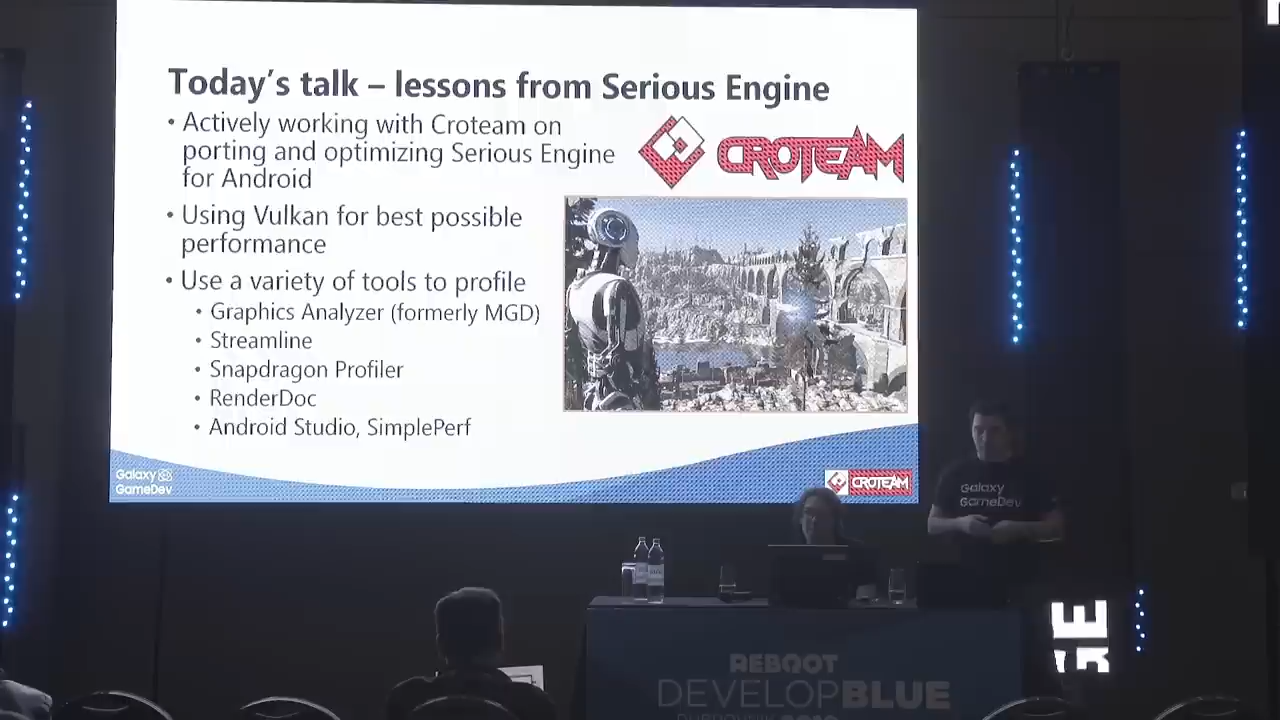 Today's talk – lessons from Serious Engine
• Actively working with Croteam on
porting and optimizing Serious Engine
for Android
• Using Vulkan for best possible
performance
• Use a variety of tools to profile
• Graphics Analyzer (formerly MGD)
• Streamline
• Snapdragon Profiler
• RenderDoc
• Android Studio, SimplePerf
CROTEAM
Galaxy
GameDev
CROTEAM
Galaxy
GameDev
REBOOT
DEVELOPBLUE